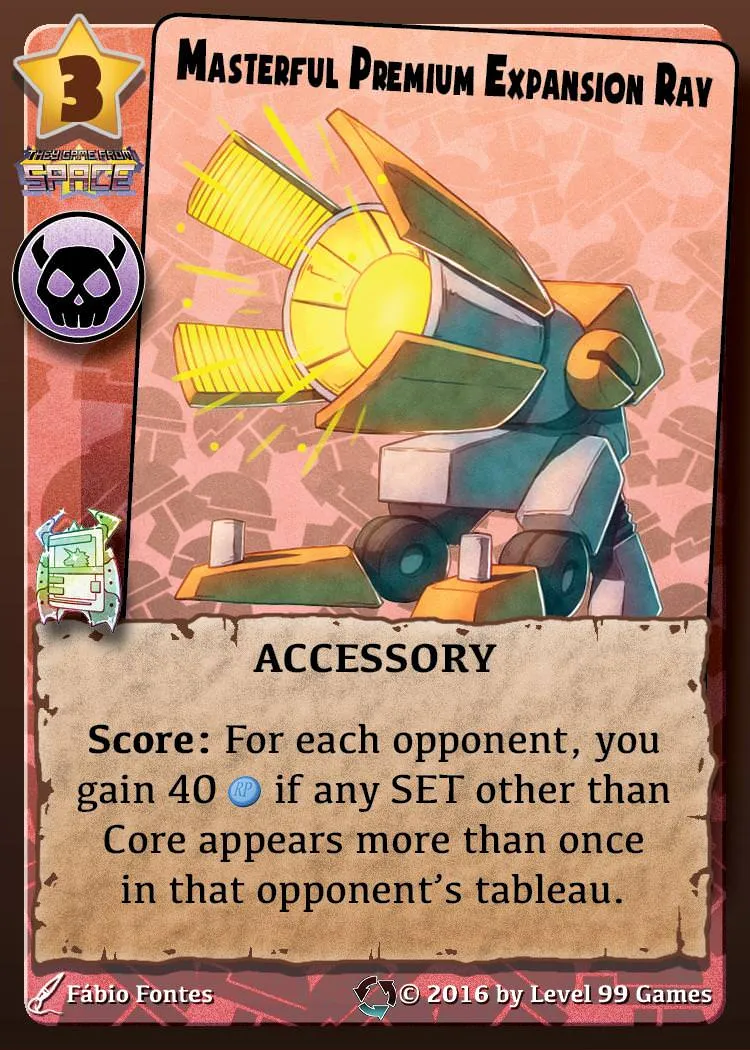 3
Masterful Premium Expansion Ray
THEY CAME FROM
SPACE
ACCESSORY
Score: For each opponent, you
gain 40 RP if any SET other than
Core appears more than once
in that opponent's tableau.
Fábio Fontes
© 2016 by Level 99 Games